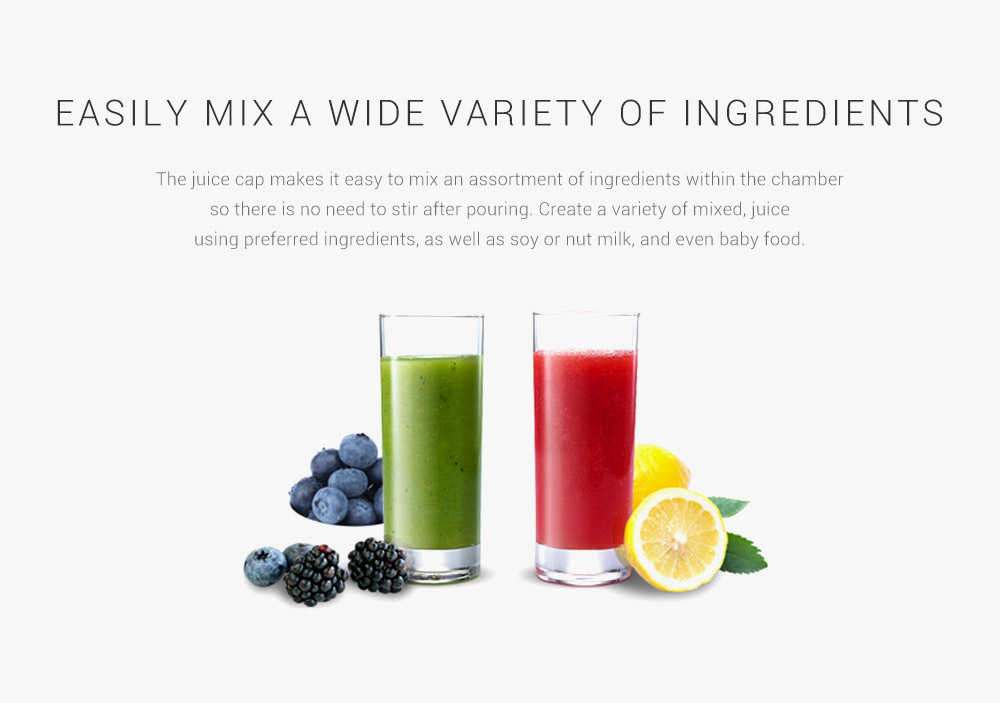 EASILY MIX A WIDE VARIETY OF INGREDIENTS
The juice cap makes it easy to mix an assortment of ingredients within the chamber
so there is no need to stir after pouring. Create a variety of mixed, juice
using preferred ingredients, as well as soy or nut milk, and even baby food.